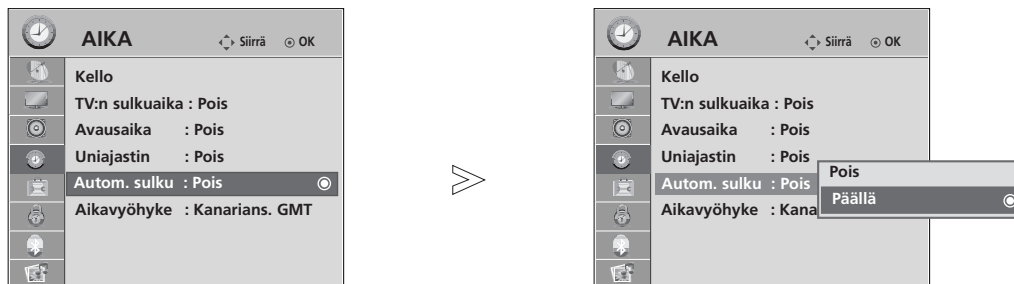 AIKA Siirrä OK
Kello
TV:n sulkuaika : Pois
Avausaika : Pois
Uniajastin : Pois
Autom. sulku : Pois
Aikavyöhyke : Kanarians. GMT
AIKA Siirrä OK
Kello
TV:n sulkuaika : Pois
Avausaika : Pois
Uniajastin : Pois
Autom. sulku : Pois
Aikavyöhyke : Kana
Pois
Päällä